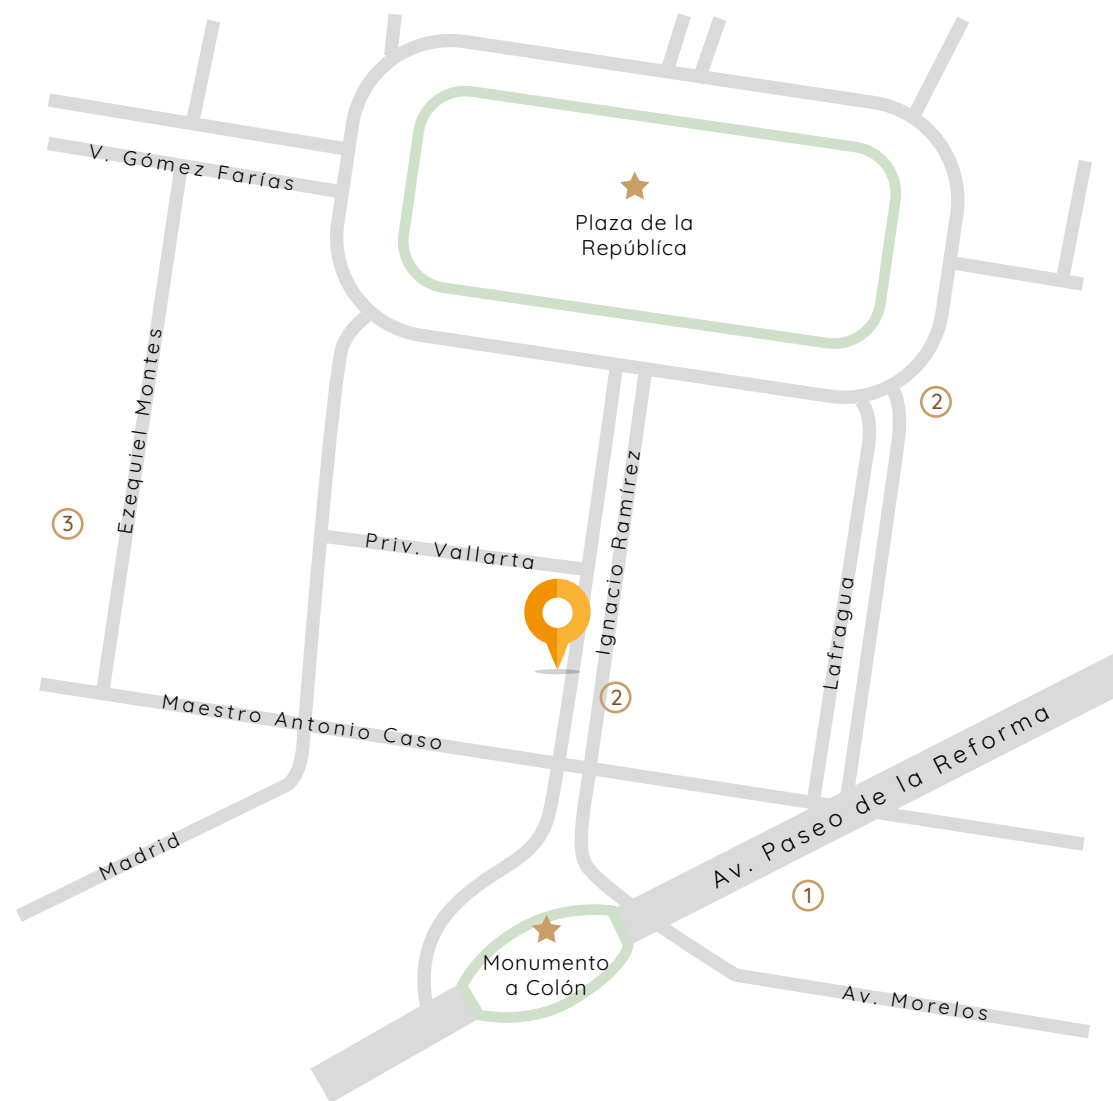 V. Gómez Farías
Plaza de la
Repúblíca
Ezequiel Montes
2
Ignacio Ramírez
3
Priv. Vallarta
Lafragua
2
Maestro Antonio Caso
Av. Paseo de la Reforma
Madrid
1
Monumento
a Colón
Av. Morelos